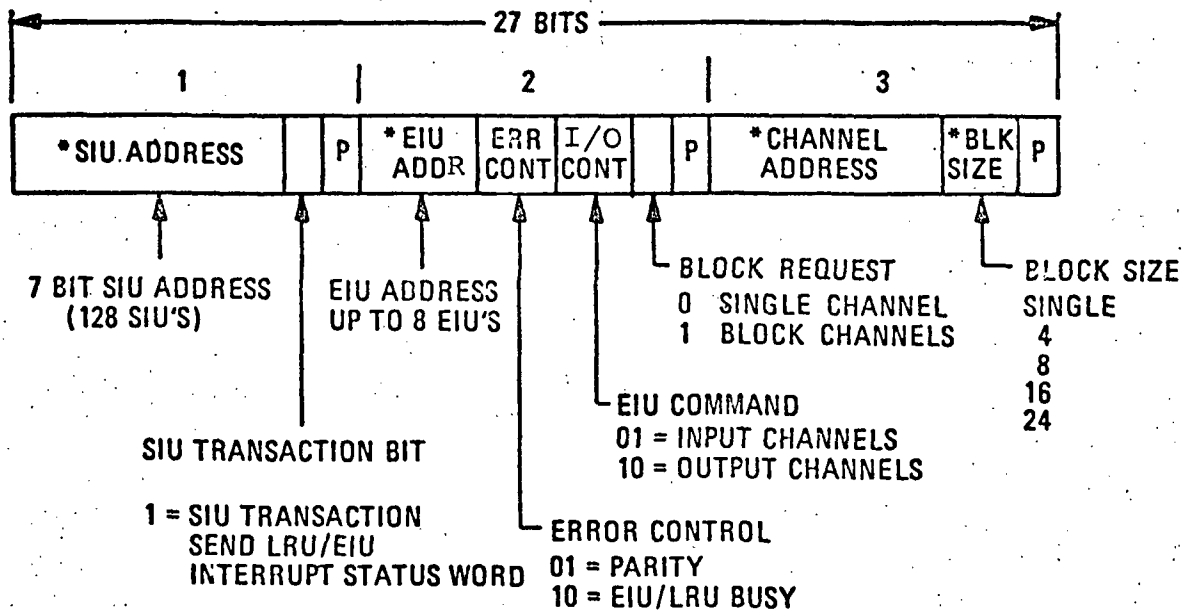 27 BITS
1 2 3
*SIU ADDRESS P *EIU ADDR ERR CONT I/O CONT P *CHANNEL ADDRESS *BLK SIZE P
7 BIT SIU ADDRESS
(128 SIU'S)
EIU ADDRESS
UP TO 8 EIU'S
BLOCK REQUEST
0 SINGLE CHANNEL
1 BLOCK CHANNELS
BLOCK SIZE
SINGLE
4
8
16
24
EIU COMMAND
01 = INPUT CHANNELS
10 = OUTPUT CHANNELS
SIU TRANSACTION BIT
1 = SIU TRANSACTION
SEND LRU/EIU
INTERRUPT STATUS WORD
ERROR CONTROL
01 = PARITY
10 = EIU/LRU BUSY